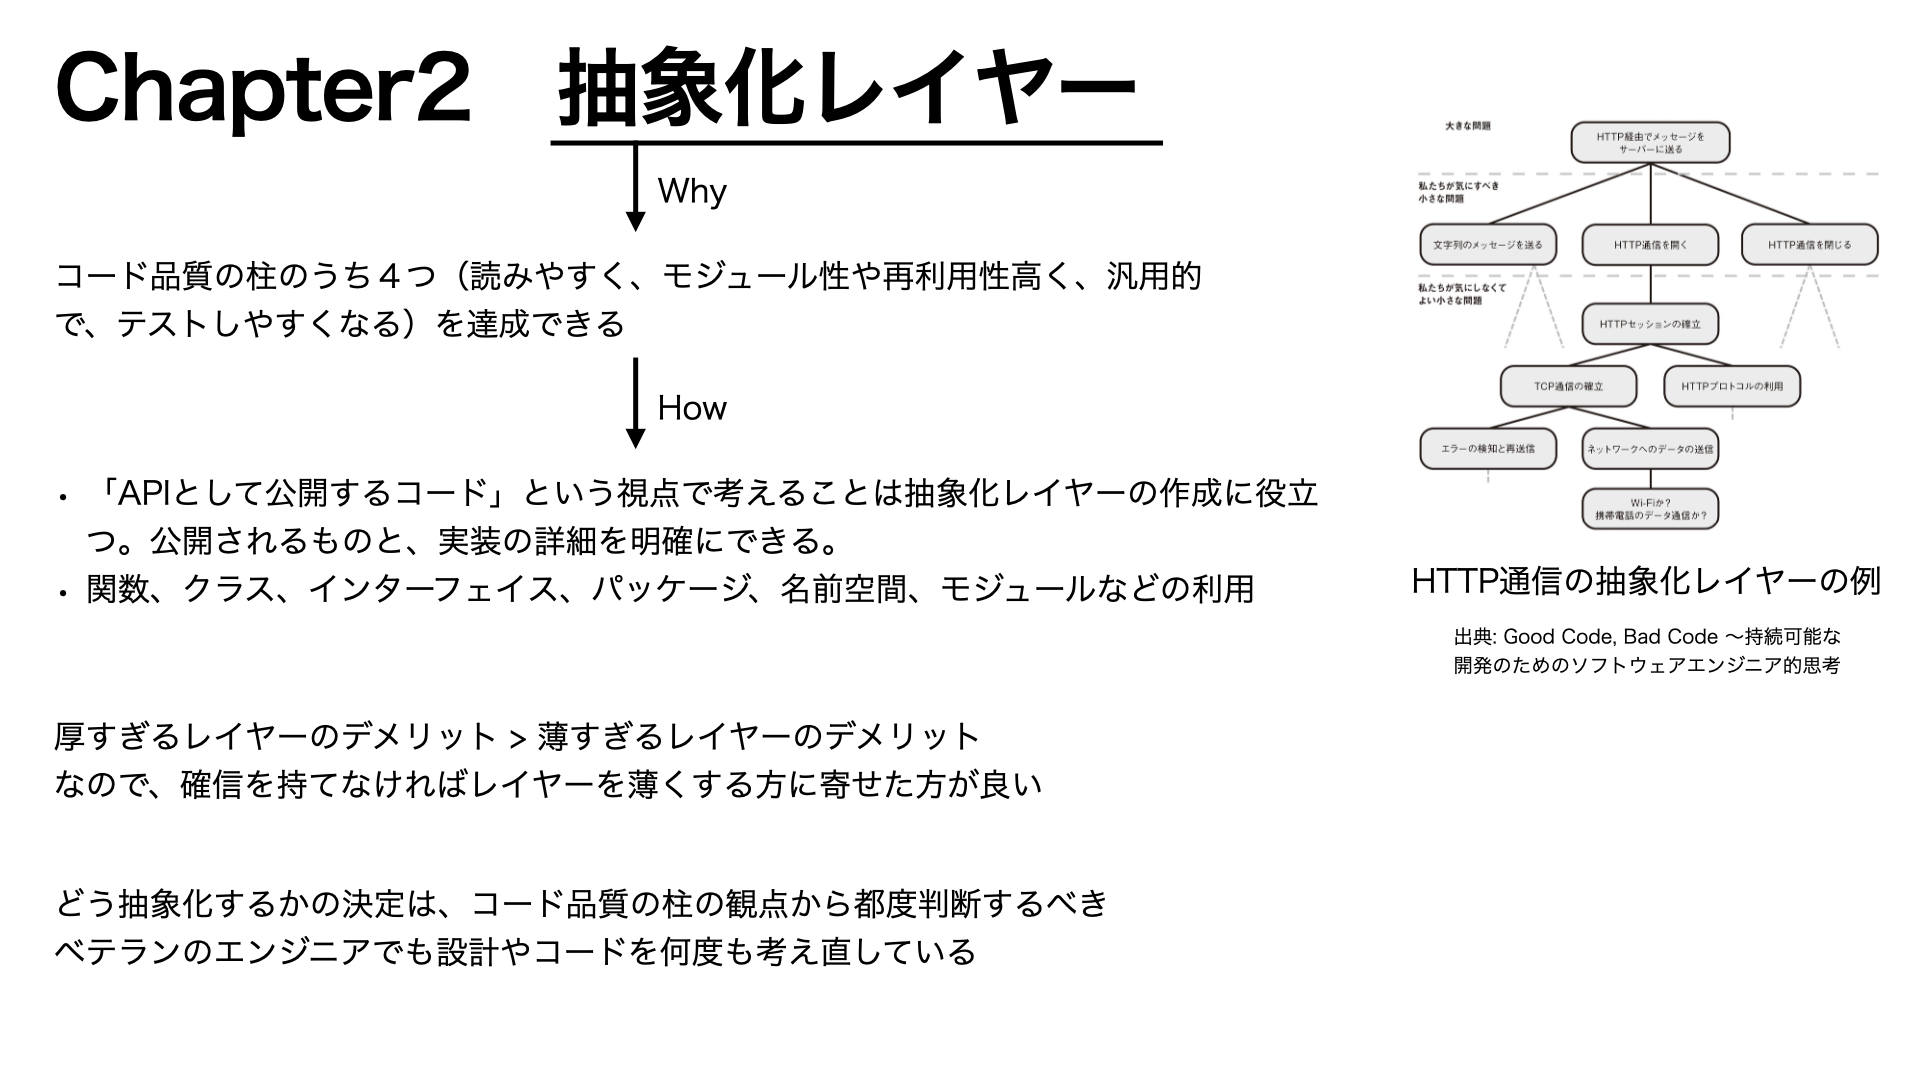 Chapter2　抽象化レイヤー
Why
コード品質の柱のうち４つ（読みやすく、モジュール性や再利用性高く、汎用的
で、テストしやすくなる）を達成できる
How
・「APIとして公開するコード」という視点で考えることは抽象化レイヤーの作成に役立
つ。公開されるものと、実装の詳細を明確にできる。
・関数、クラス、インターフェイス、パッケージ、名前空間、モジュールなどの利用
厚すぎるレイヤーのデメリット > 薄すぎるレイヤーのデメリット
なので、確信を持てなければレイヤーを薄くする方に寄せた方が良い
どう抽象化するかの決定は、コード品質の柱の観点から都度判断するべき
ベテランのエンジニアでも設計やコードを何度も考え直している
大きな問題
HTTP経由でメッセージを
サーバーに送る
私たちが気にすべき
小さな問題
文字列のメッセージを送る
HTTP通信を開く
HTTP通信を閉じる
私たちが気にしなくて
よい小さな問題
HTTPセッションの確立
TCP通信の確立
HTTPプロトコルの利用
エラーの検知と再送信
ネットワークへのデータの送信
Wi-Fiか？
携帯電話のデータ通信か？
HTTP通信の抽象化レイヤーの例
出典: Good Code, Bad Code 〜持続可能な
開発のためのソフトウェアエンジニア的思考